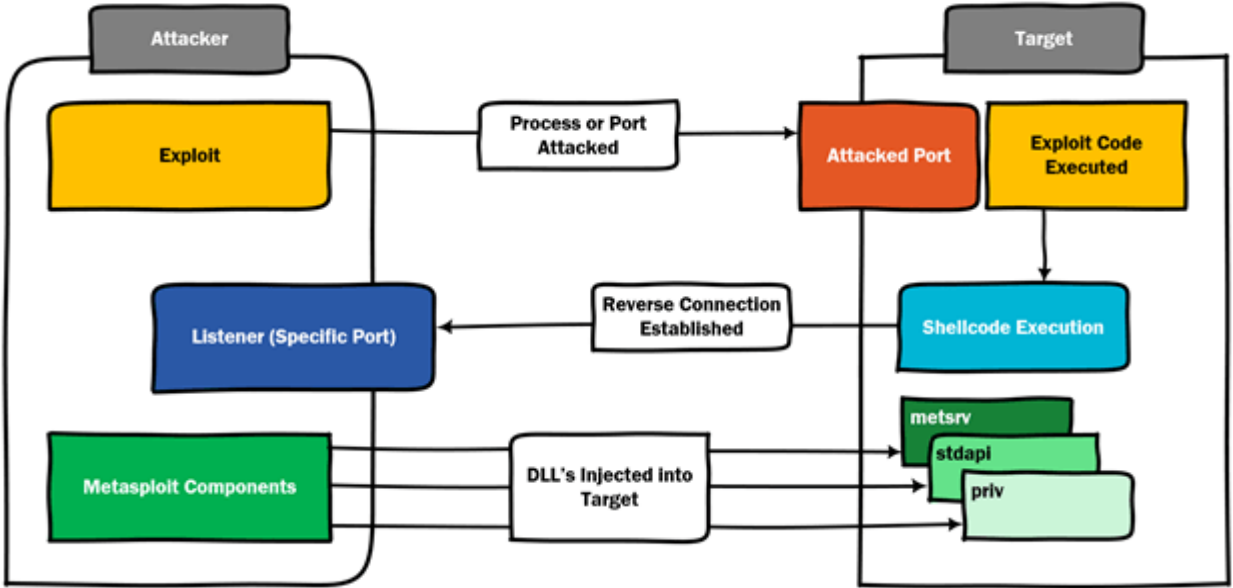 Attacker
Target
Exploit
Process or Port
Attacked
Attacked Port
Exploit Code
Executed
Listener (Specific Port)
Reverse Connection
Established
Shellcode Execution
Metasploit Components
DLL's Injected into
Target
metsrv
stdapi
priv